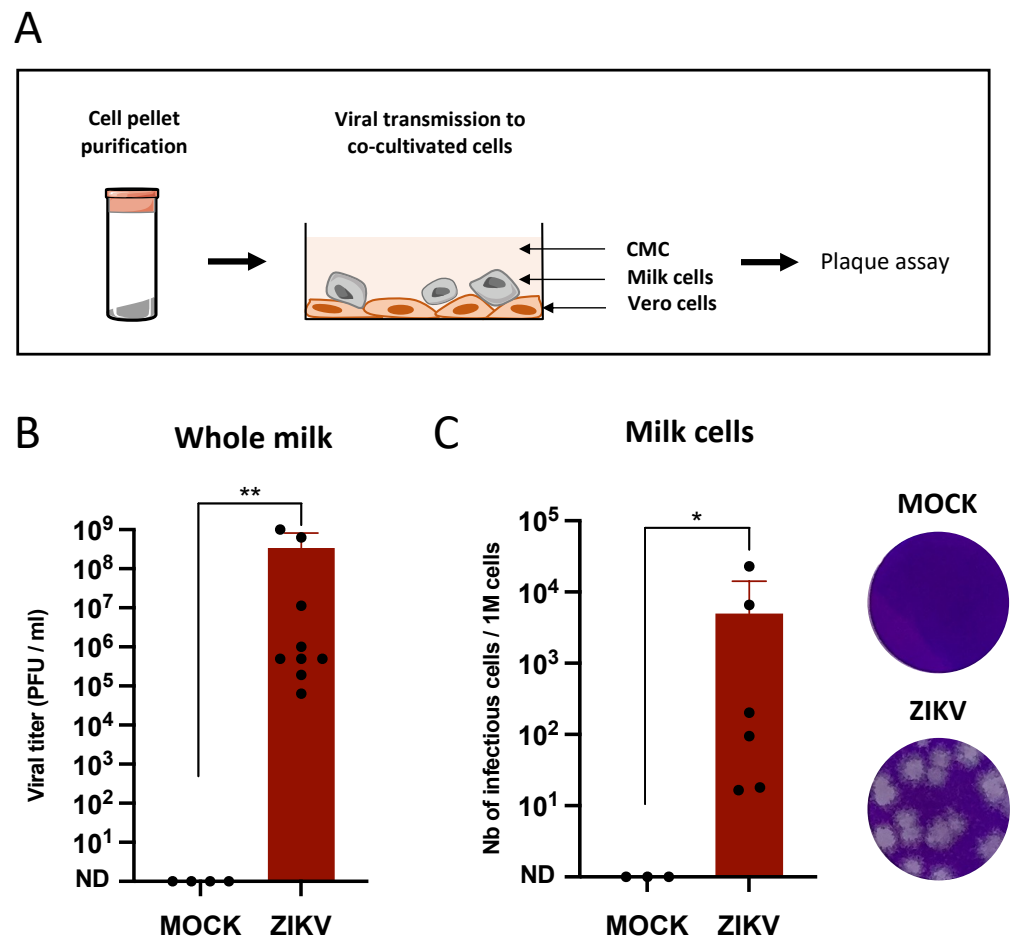 A
Cell pellet
purification
Viral transmission to
co-cultivated cells
CMC
Milk cells
Vero cells
Plaque assay
B
Whole milk
**
Viral titer (PFU / ml)
10⁹
10⁸
10⁷
10⁶
10⁵
10⁴
10³
10²
10¹
ND
MOCK ZIKV
C
Milk cells
*
Nb of infectious cells / 1M cells
10⁵
10⁴
10³
10²
10¹
ND
MOCK ZIKV
MOCK
ZIKV